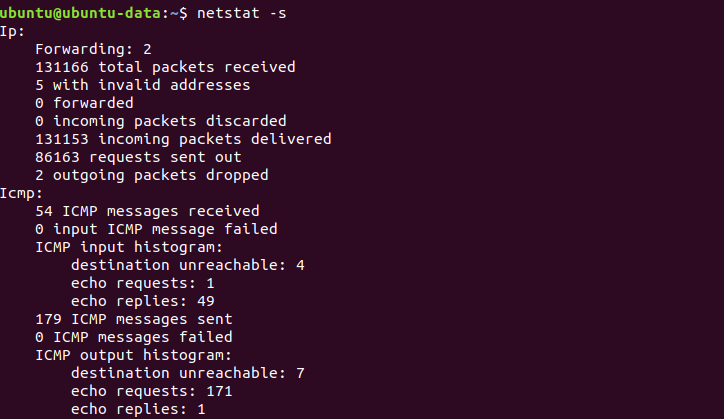 ubuntu@ubuntu-data:~$ netstat -s
Ip:
    Forwarding: 2
    131166 total packets received
    5 with invalid addresses
    0 forwarded
    0 incoming packets discarded
    131153 incoming packets delivered
    86163 requests sent out
    2 outgoing packets dropped
Icmp:
    54 ICMP messages received
    0 input ICMP message failed
    ICMP input histogram:
        destination unreachable: 4
        echo requests: 1
        echo replies: 49
    179 ICMP messages sent
    0 ICMP messages failed
    ICMP output histogram:
        destination unreachable: 7
        echo requests: 171
        echo replies: 1